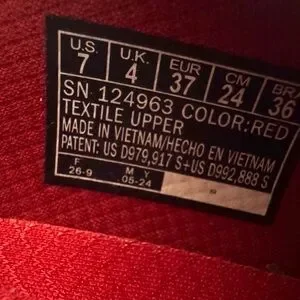 U.S. U.K. EUR CM BR
7 4 37 24 36
SN 124963 COLOR:RED
TEXTILE UPPER
MADE IN VIETNAM/HECHO EN VIETNAM
PATENT: US D979,917 S+US D992,888 S
F M Y
26-9 05-24